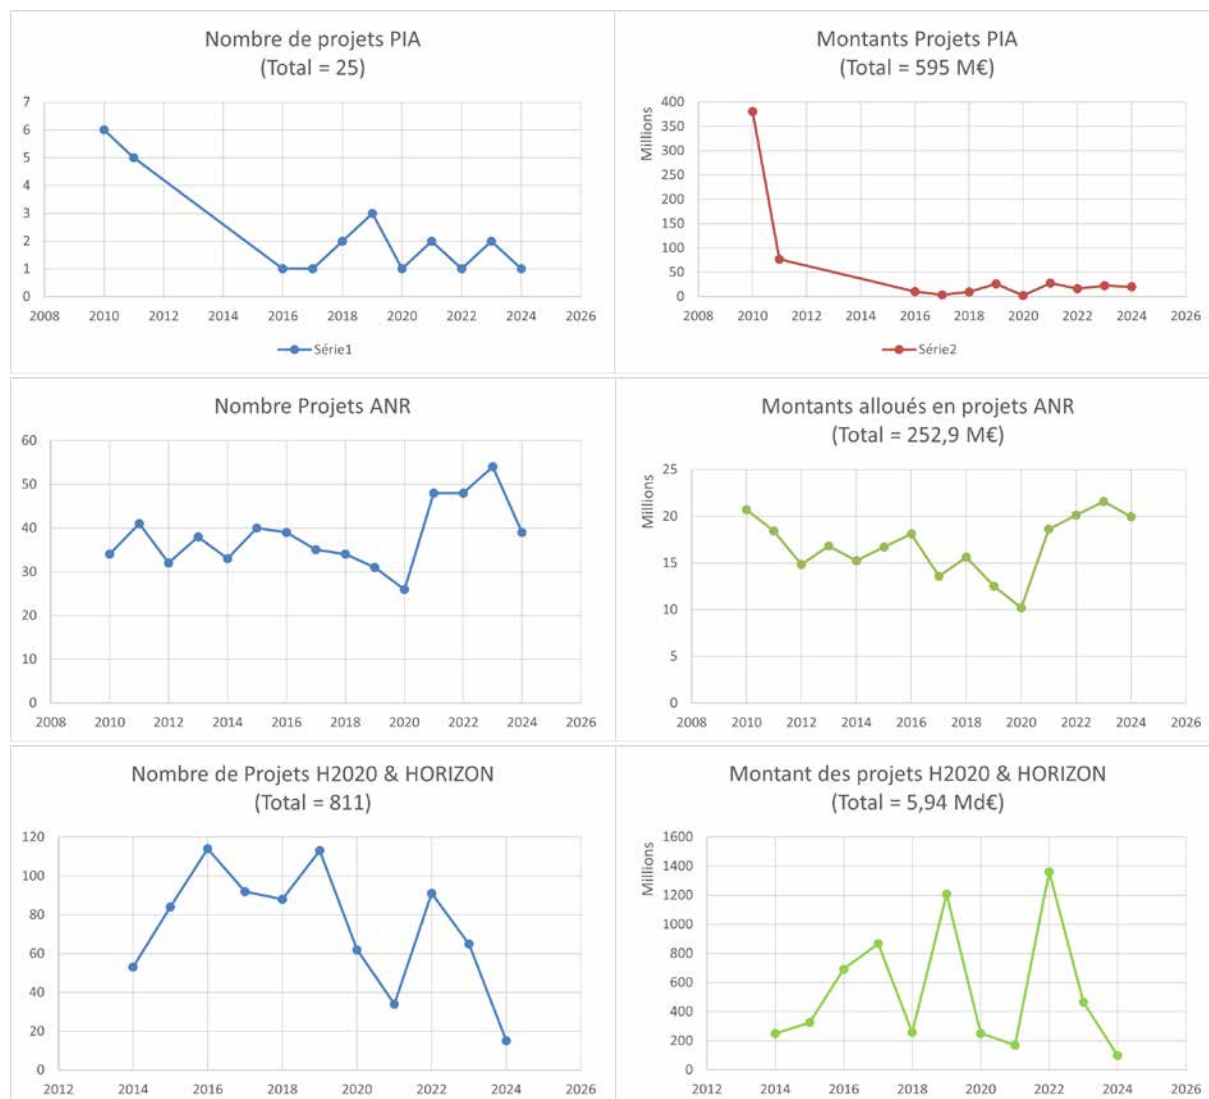 Nombre de projets PIA
(Total = 25)
7
6
5
4
3
2
1
0
2008 2010 2012 2014 2016 2018 2020 2022 2024 2026
Série1
Montants Projets PIA
(Total = 595 M€)
Millions
400
350
300
250
200
150
100
50
0
2008 2010 2012 2014 2016 2018 2020 2022 2024 2026
Série2
Nombre Projets ANR
60
50
40
30
20
10
0
2008 2010 2012 2014 2016 2018 2020 2022 2024 2026
Montants alloués en projets ANR
(Total = 252,9 M€)
Millions
25
20
15
10
5
0
2008 2010 2012 2014 2016 2018 2020 2022 2024 2026
Nombre de Projets H2020 & HORIZON
(Total = 811)
120
100
80
60
40
20
0
2012 2014 2016 2018 2020 2022 2024 2026
Montant des projets H2020 & HORIZON
(Total = 5,94 Md€)
Millions
1600
1400
1200
1000
800
600
400
200
0
2012 2014 2016 2018 2020 2022 2024 2026